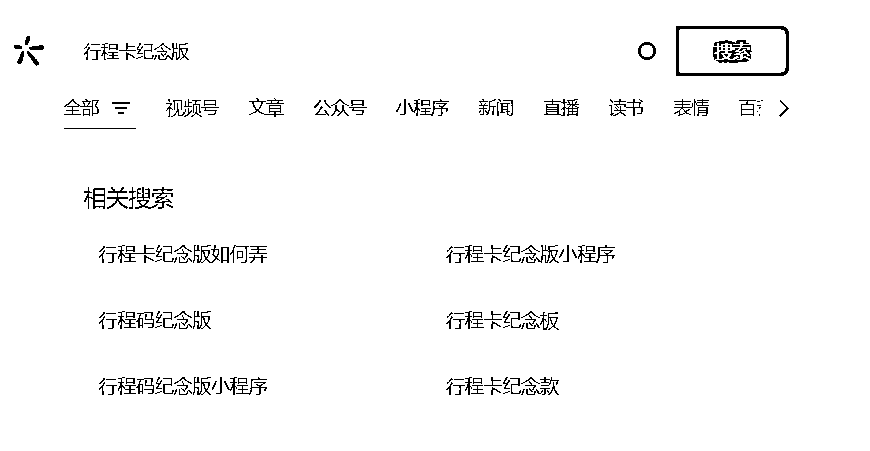 行程卡纪念版 搜索
全部 视频号 文章 公众号 小程序 新闻 直播 读书 表情
相关搜索
行程卡纪念版如何弄 行程卡纪念版小程序
行程码纪念版 行程卡纪念板
行程码纪念版小程序 行程卡纪念款